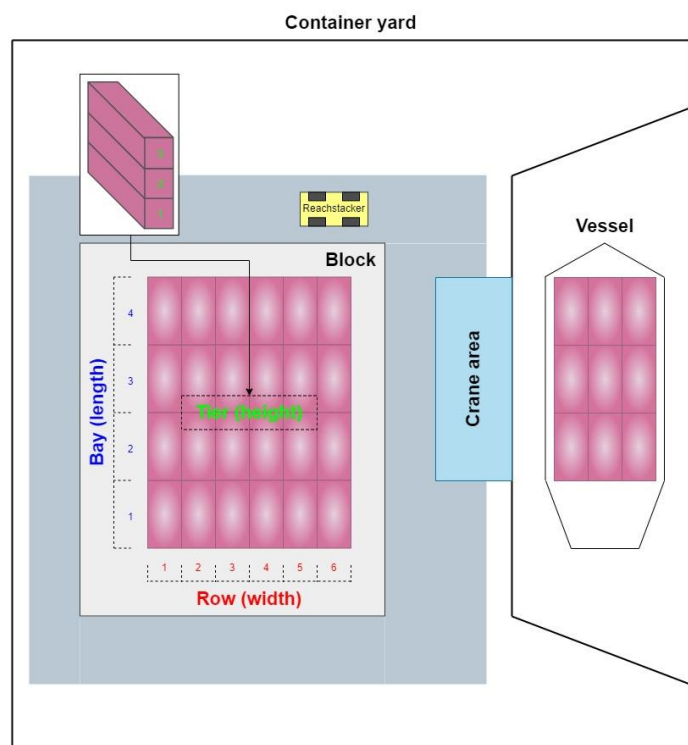 Container yard
3
2
1
Reachstacker
Block
Vessel
4
3
2
1
Bay (length)
Tier (height)
Crane area
1 2 3 4 5 6
Row (width)